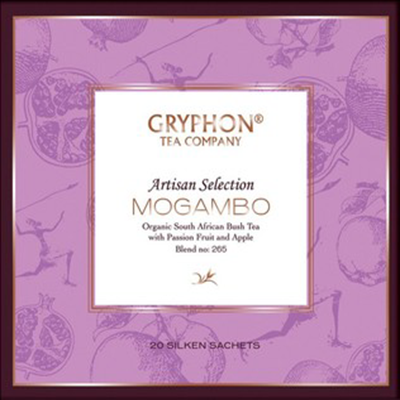 GRYPHON®
TEA COMPANY
Artisan Selection
MOGAMBO
Organic South African Bush Tea
with Passion Fruit and Apple
Blend no: 265
20 SILKEN SACHETS